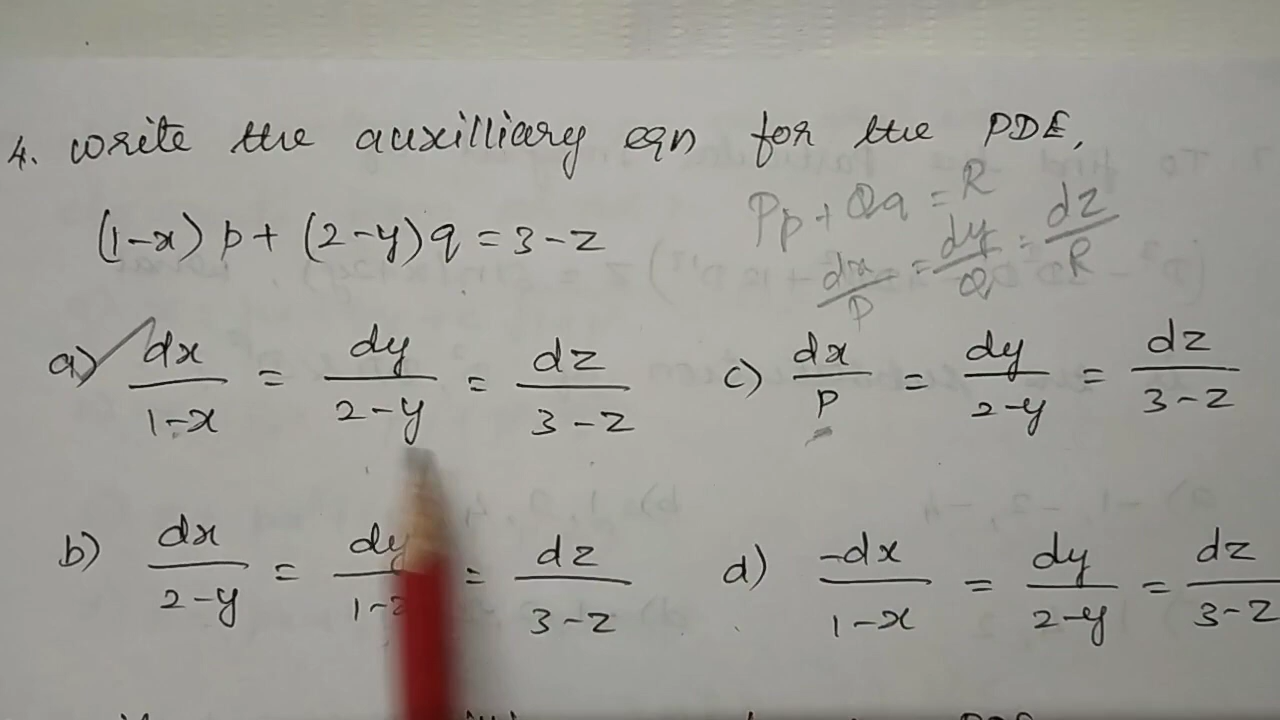 4. write the auxilliary eqn for the PDE,
(1-x) p + (2-y) q = 3-z
Pp + Qq = R
dx/P = dy/Q = dz/R
a) dx/1-x = dy/2-y = dz/3-z
c) dx/P = dy/2-y = dz/3-z
b) dx/2-y = dy/ = dz/3-z
d) -dx/1-x = dy/2-y = dz/3-z